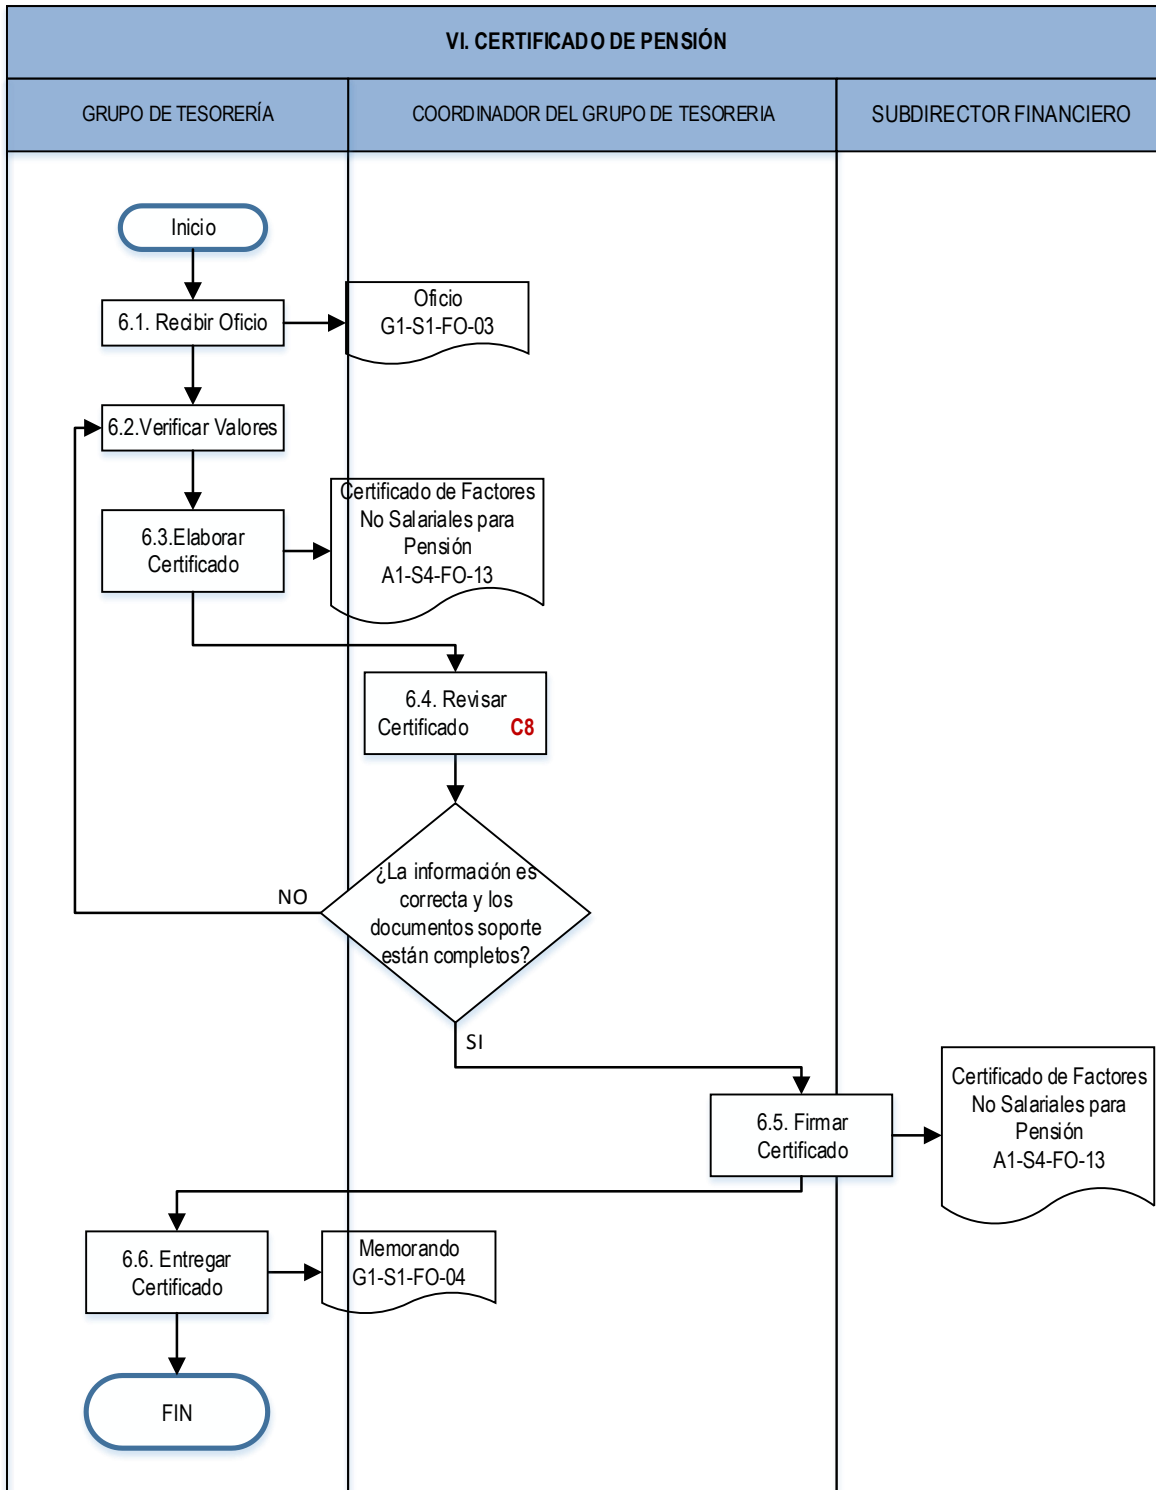 VI. CERTIFICADO DE PENSIÓN
GRUPO DE TESORERÍA
COORDINADOR DEL GRUPO DE TESORERIA
SUBDIRECTOR FINANCIERO
Inicio
6.1. Recibir Oficio
Oficio
G1-S1-FO-03
6.2.Verificar Valores
6.3.Elaborar
Certificado
Certificado de Factores
No Salariales para
Pensión
A1-S4-FO-13
6.4. Revisar
Certificado C8
¿La información es
correcta y los
documentos soporte
están completos?
NO
SI
6.5. Firmar
Certificado
Certificado de Factores
No Salariales para
Pensión
A1-S4-FO-13
6.6. Entregar
Certificado
Memorando
G1-S1-FO-04
FIN